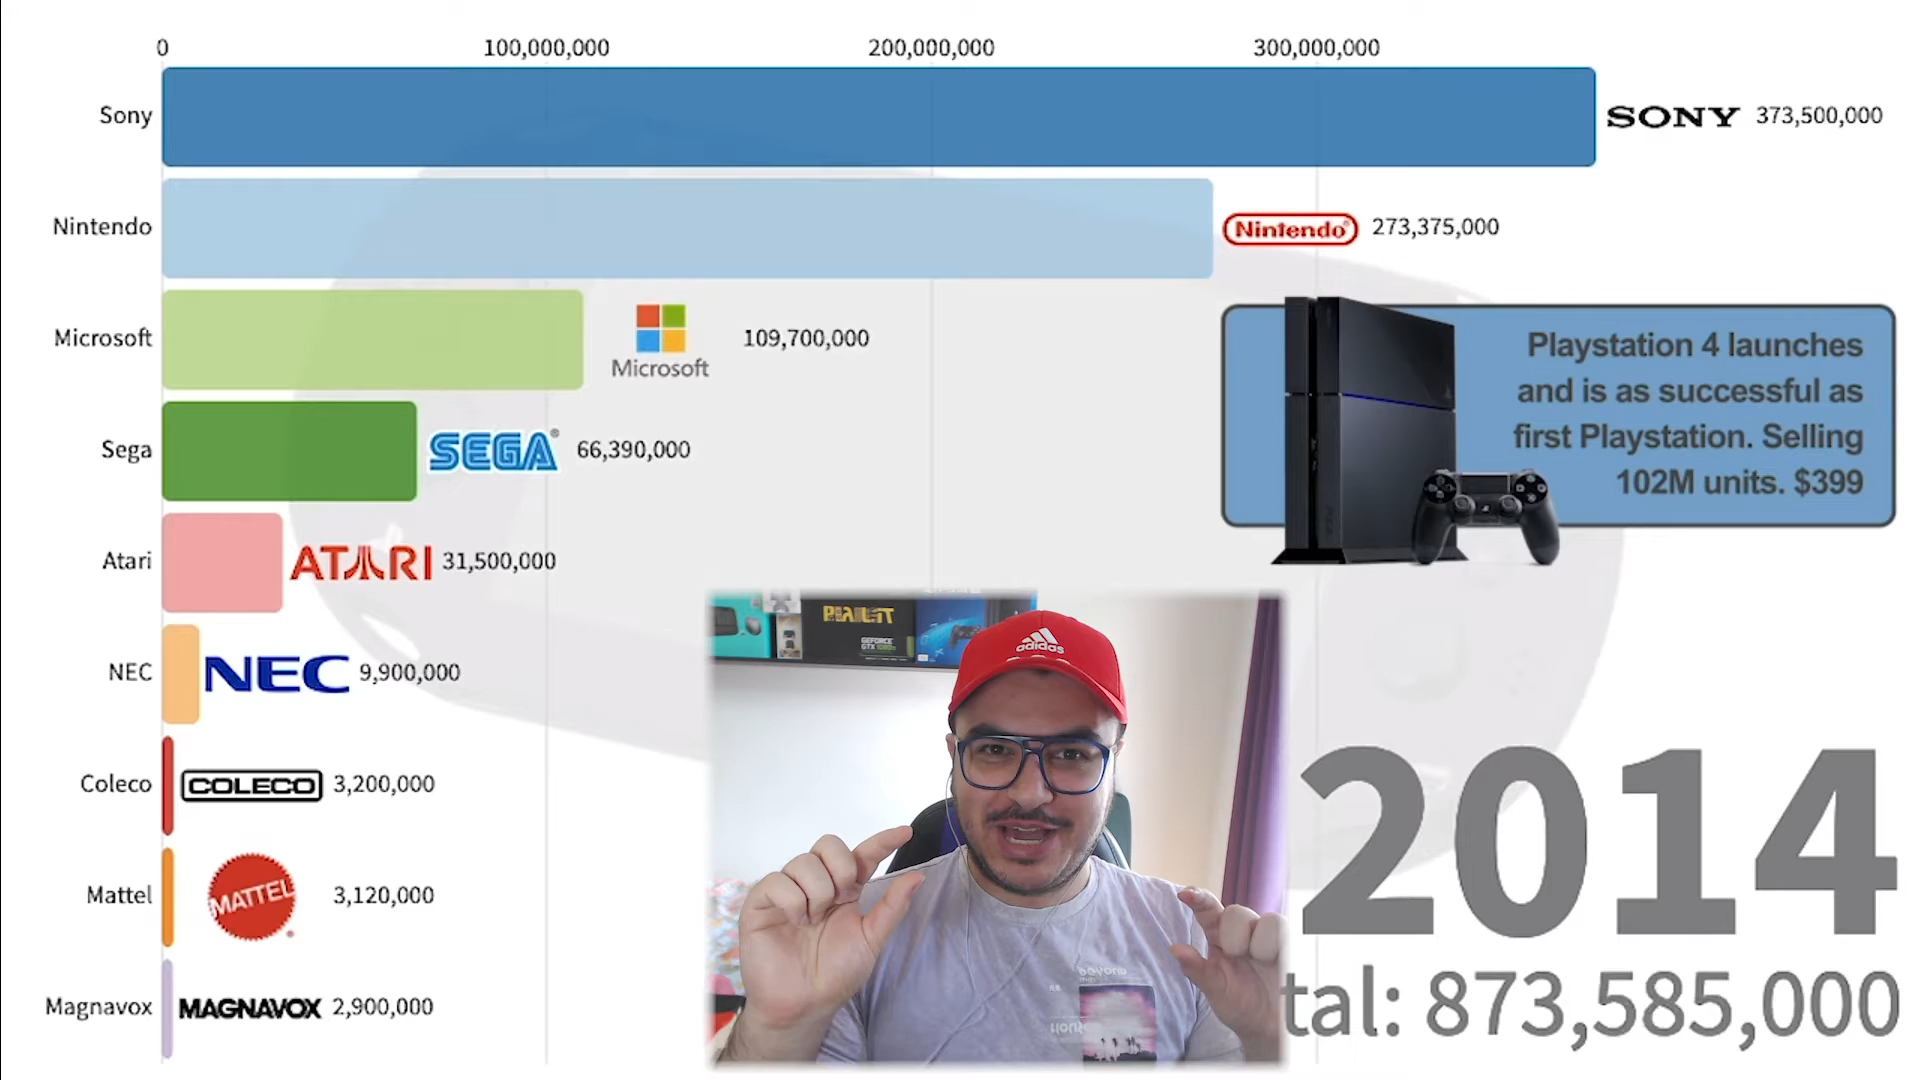 0 100,000,000 200,000,000 300,000,000
Sony SONY 373,500,000
Nintendo Nintendo® 273,375,000
Microsoft Microsoft 109,700,000
Playstation 4 launches
and is as successful as
first Playstation. Selling
102M units. $399
Sega SEGA® 66,390,000
Atari ATARI 31,500,000
NEC NEC 9,900,000
Coleco COLECO 3,200,000
Mattel MATTEL® 3,120,000
Magnavox MAGNAVOX 2,900,000
GEFORCE
adidas
2014
tal: 873,585,000